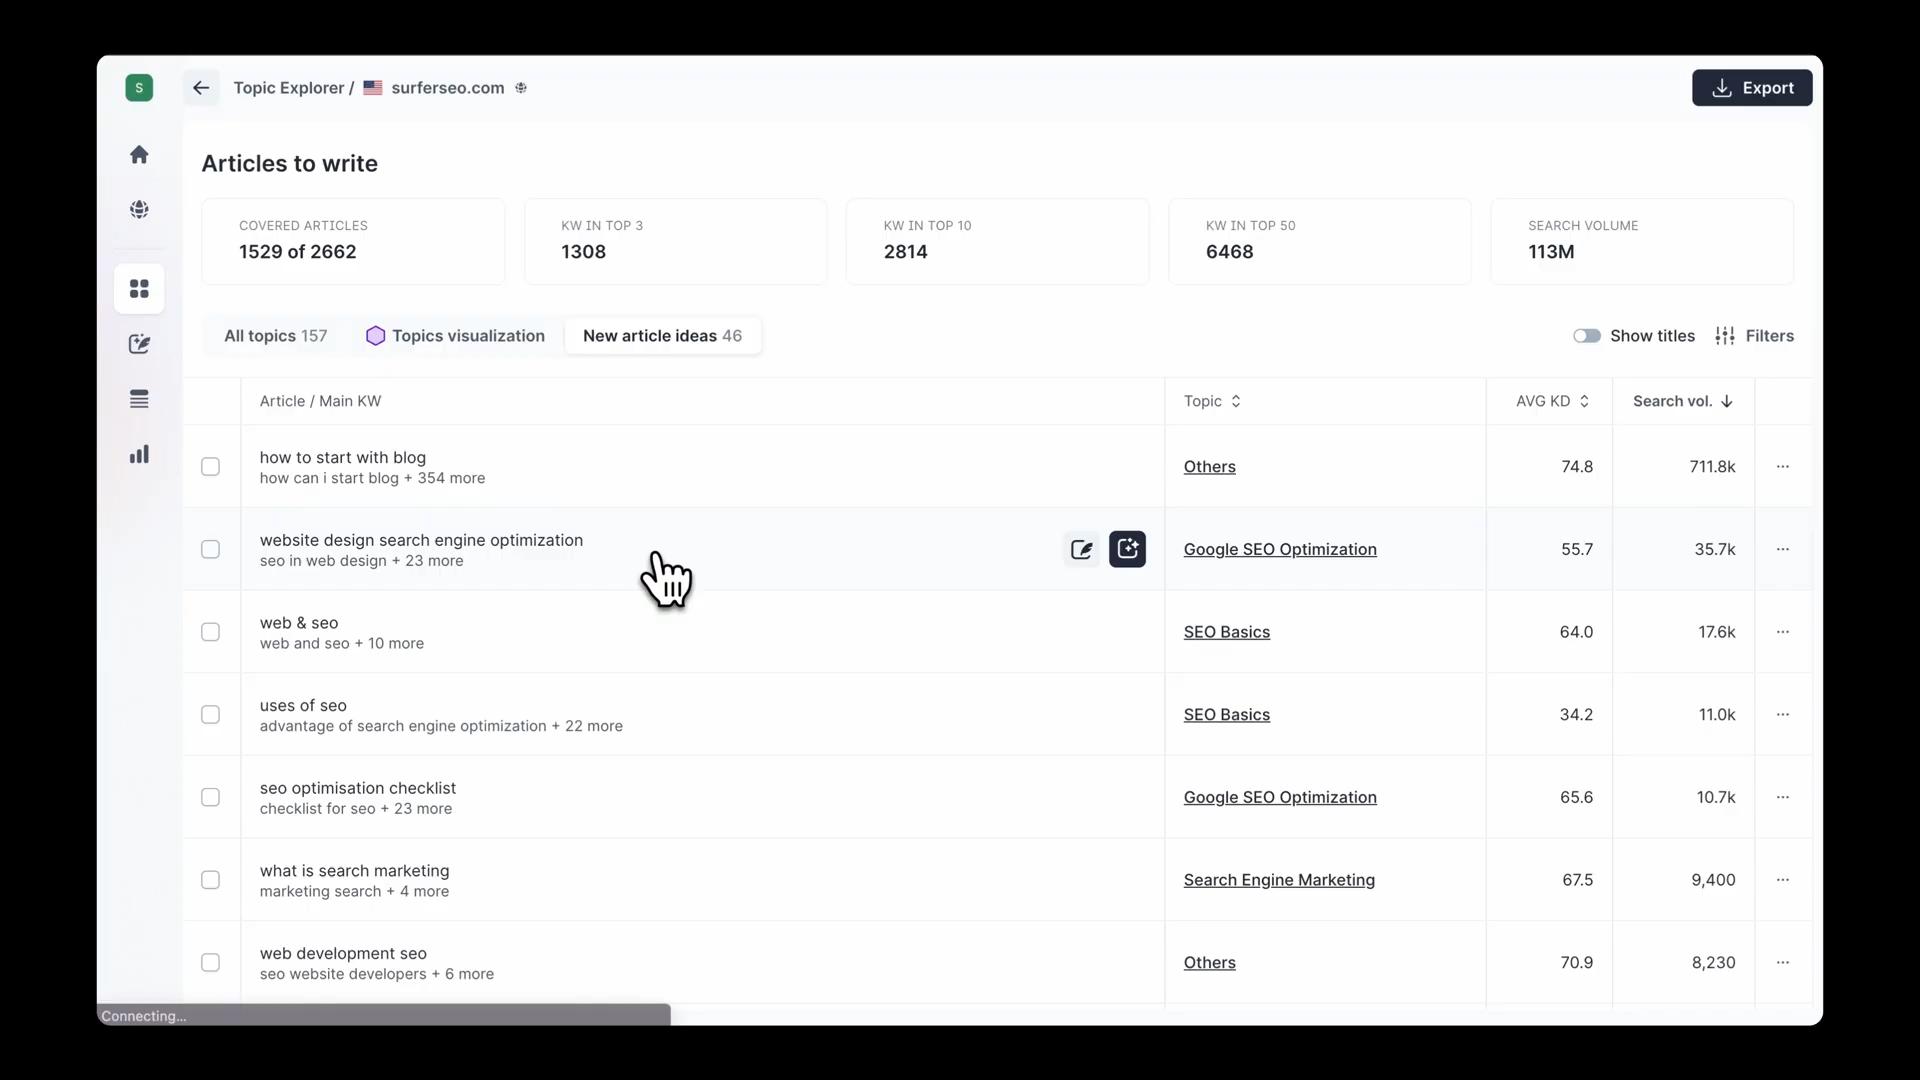 S
Topic Explorer / surferseo.com
Export
Articles to write
COVERED ARTICLES
1529 of 2662
KW IN TOP 3
1308
KW IN TOP 10
2814
KW IN TOP 50
6468
SEARCH VOLUME
113M
All topics 157
Topics visualization
New article ideas 46
Show titles
Filters
Article / Main KW
Topic
AVG KD
Search vol.
how to start with blog
how can i start blog + 354 more
Others
74.8
711.8k
website design search engine optimization
seo in web design + 23 more
Google SEO Optimization
55.7
35.7k
web & seo
web and seo + 10 more
SEO Basics
64.0
17.6k
uses of seo
advantage of search engine optimization + 22 more
SEO Basics
34.2
11.0k
seo optimisation checklist
checklist for seo + 23 more
Google SEO Optimization
65.6
10.7k
what is search marketing
marketing search + 4 more
Search Engine Marketing
67.5
9,400
web development seo
seo website developers + 6 more
Others
70.9
8,230
Connecting...